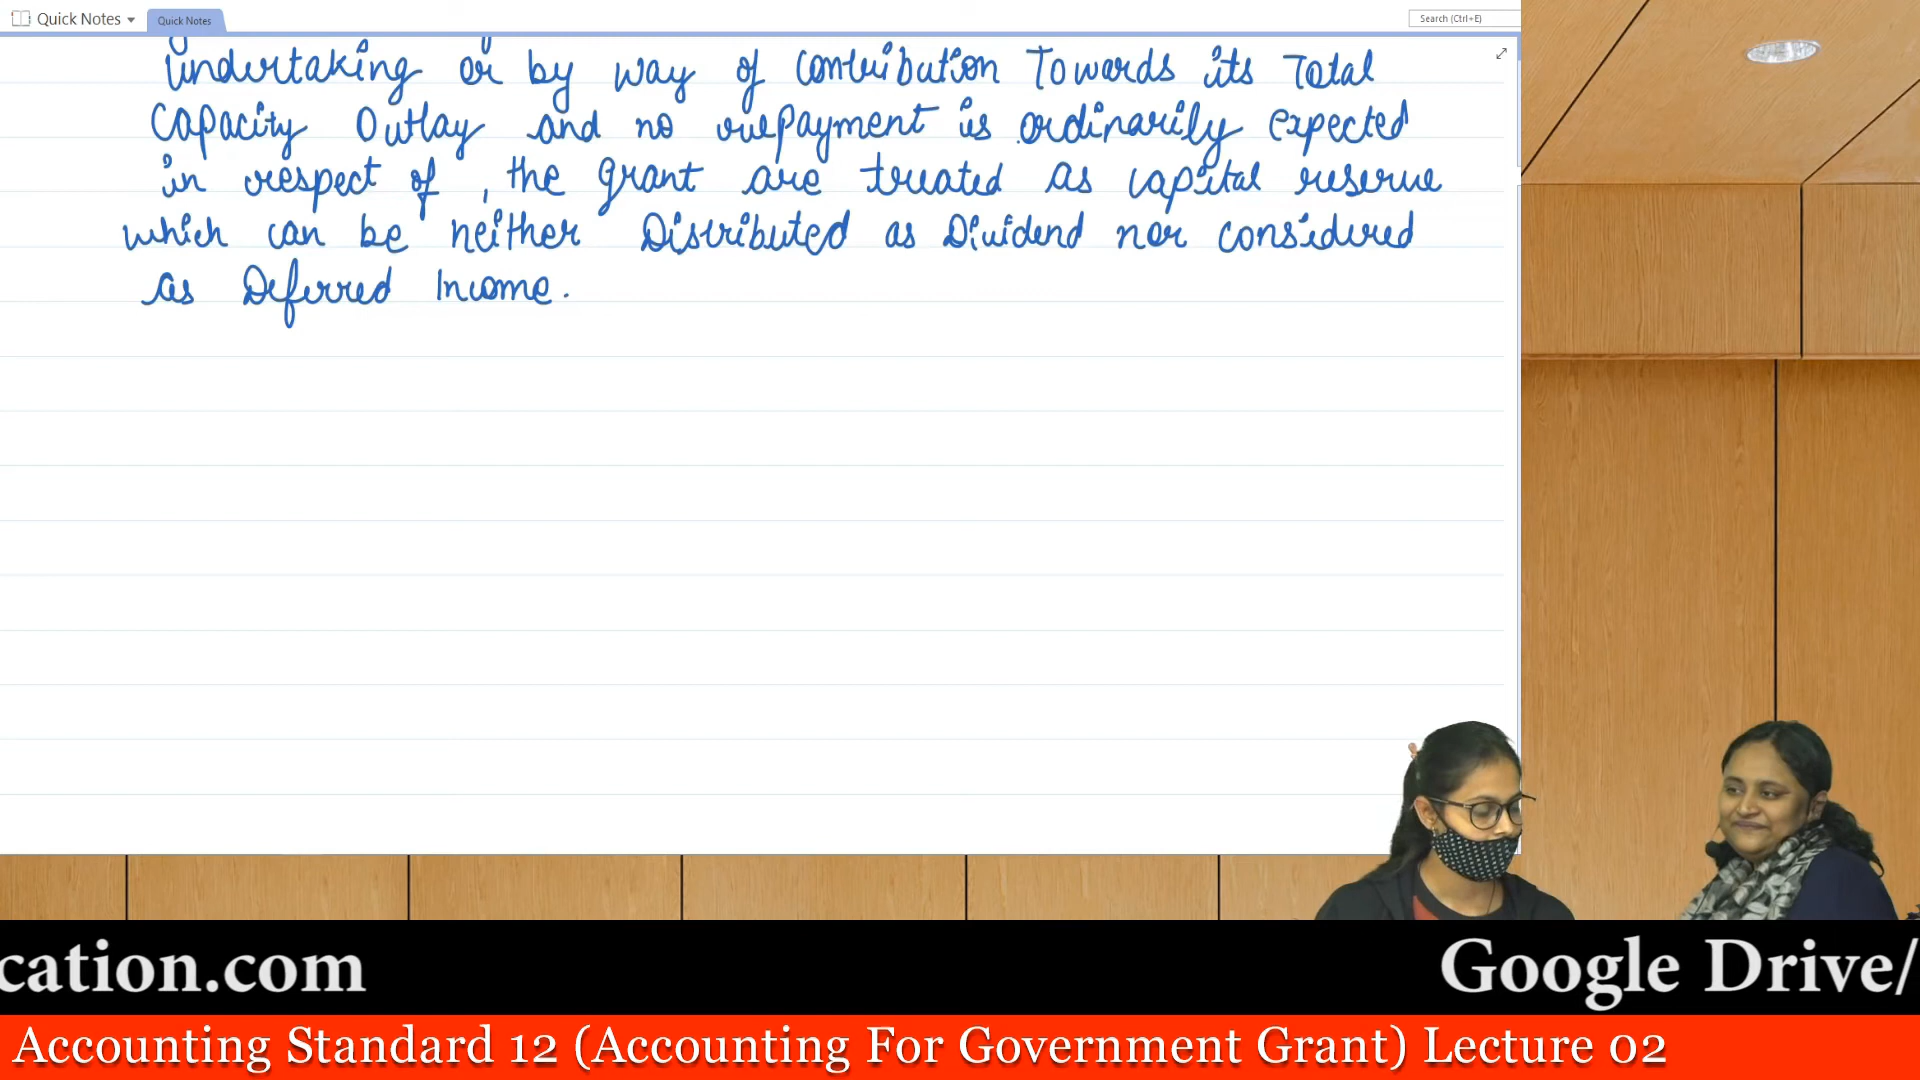 Quick Notes
Quick Notes
Search (Ctrl+E)
undertaking or by way of contribution Towards its Total
Capacity Outlay and no repayment is ordinarily expected
in respect of, the grant are treated as capital reserve
which can be neither Distributed as Dividend nor considered
as Deferred Income.
cation.com
Google Drive/
Accounting Standard 12 (Accounting For Government Grant) Lecture 02